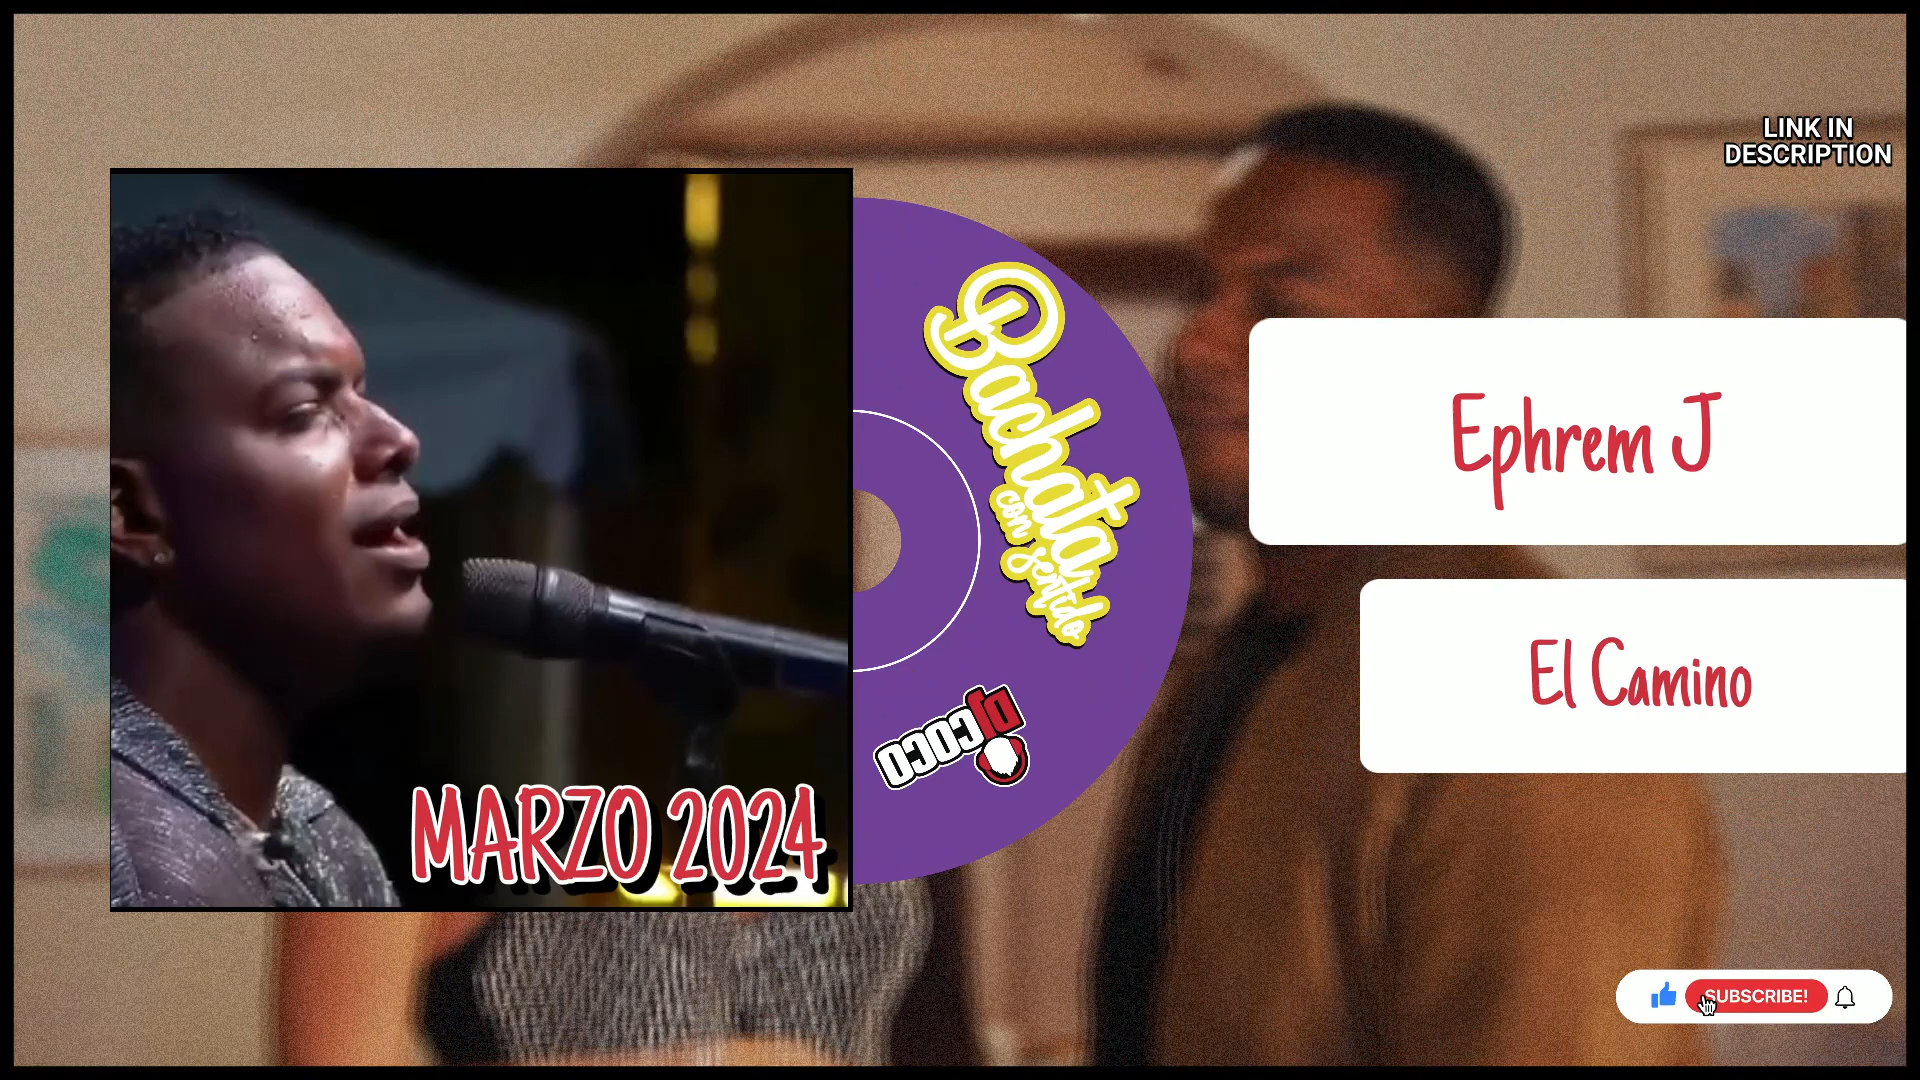 LINK IN
DESCRIPTION
Bachata
con sentido
DJ COCO
MARZO 2024
Ephrem J
El Camino
SUBSCRIBE!